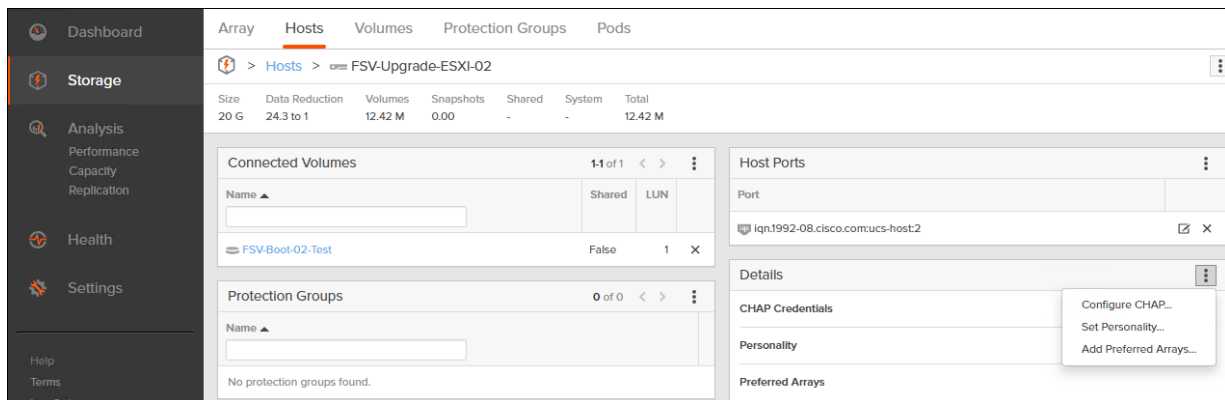 Dashboard
Storage
Analysis
Performance
Capacity
Replication
Health
Settings
Help
Terms
Array Hosts Volumes Protection Groups Pods
> Hosts > FSV-Upgrade-ESXI-02
Size Data Reduction Volumes Snapshots Shared System Total
20 G 24.3 to 1 12.42 M 0.00 - - 12.42 M
Connected Volumes 1-1 of 1 < >
Name ▲ Shared LUN
FSV-Boot-02-Test False 1 ×
Protection Groups 0 of 0 < >
Name ▲
No protection groups found.
Host Ports
Port
iqn.1992-08.cisco.com:ucs-host:2
Details
CHAP Credentials
Personality
Preferred Arrays
Configure CHAP...
Set Personality...
Add Preferred Arrays...